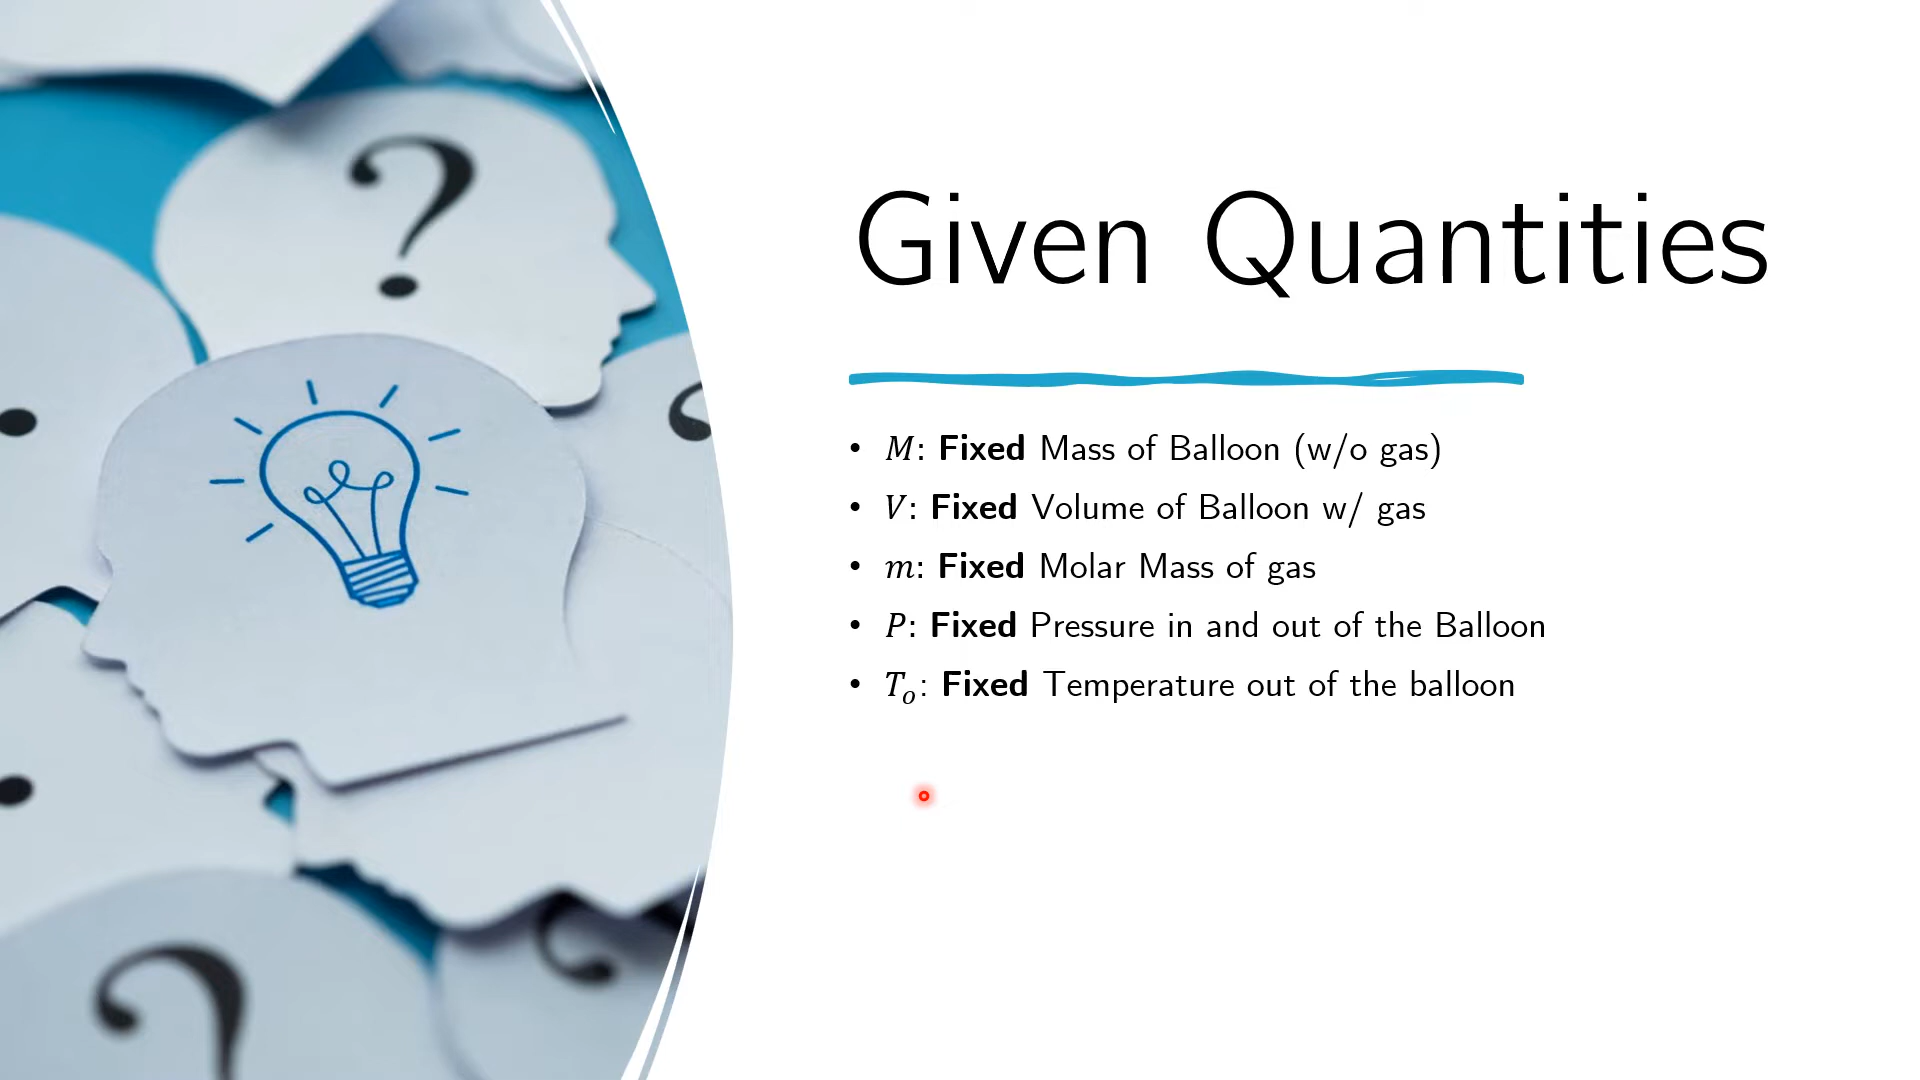 ?
Given Quantities
• M: Fixed Mass of Balloon (w/o gas)
• V: Fixed Volume of Balloon w/ gas
• m: Fixed Molar Mass of gas
• P: Fixed Pressure in and out of the Balloon
• Tₒ: Fixed Temperature out of the balloon